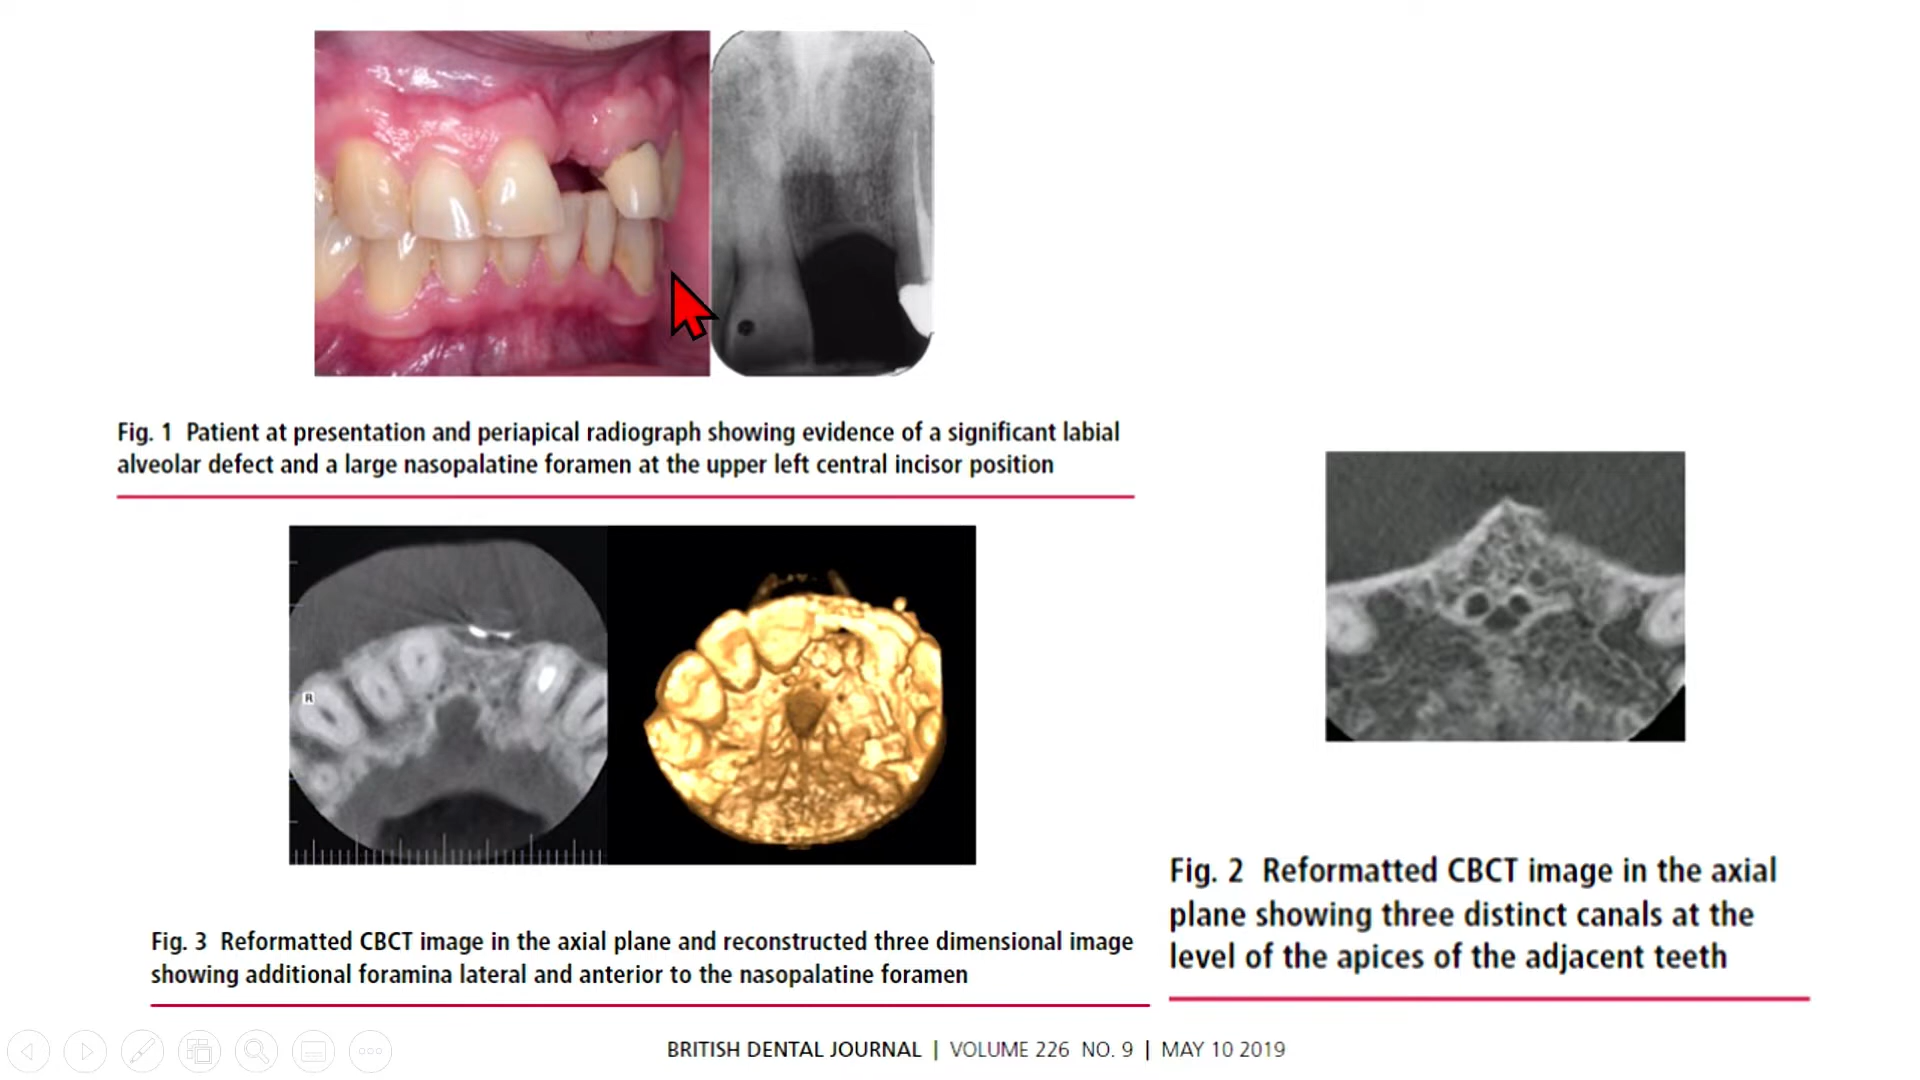 Fig. 1 Patient at presentation and periapical radiograph showing evidence of a significant labial
alveolar defect and a large nasopalatine foramen at the upper left central incisor position
R
Fig. 3 Reformatted CBCT image in the axial plane and reconstructed three dimensional image
showing additional foramina lateral and anterior to the nasopalatine foramen
Fig. 2 Reformatted CBCT image in the axial
plane showing three distinct canals at the
level of the apices of the adjacent teeth
BRITISH DENTAL JOURNAL | VOLUME 226 NO. 9 | MAY 10 2019